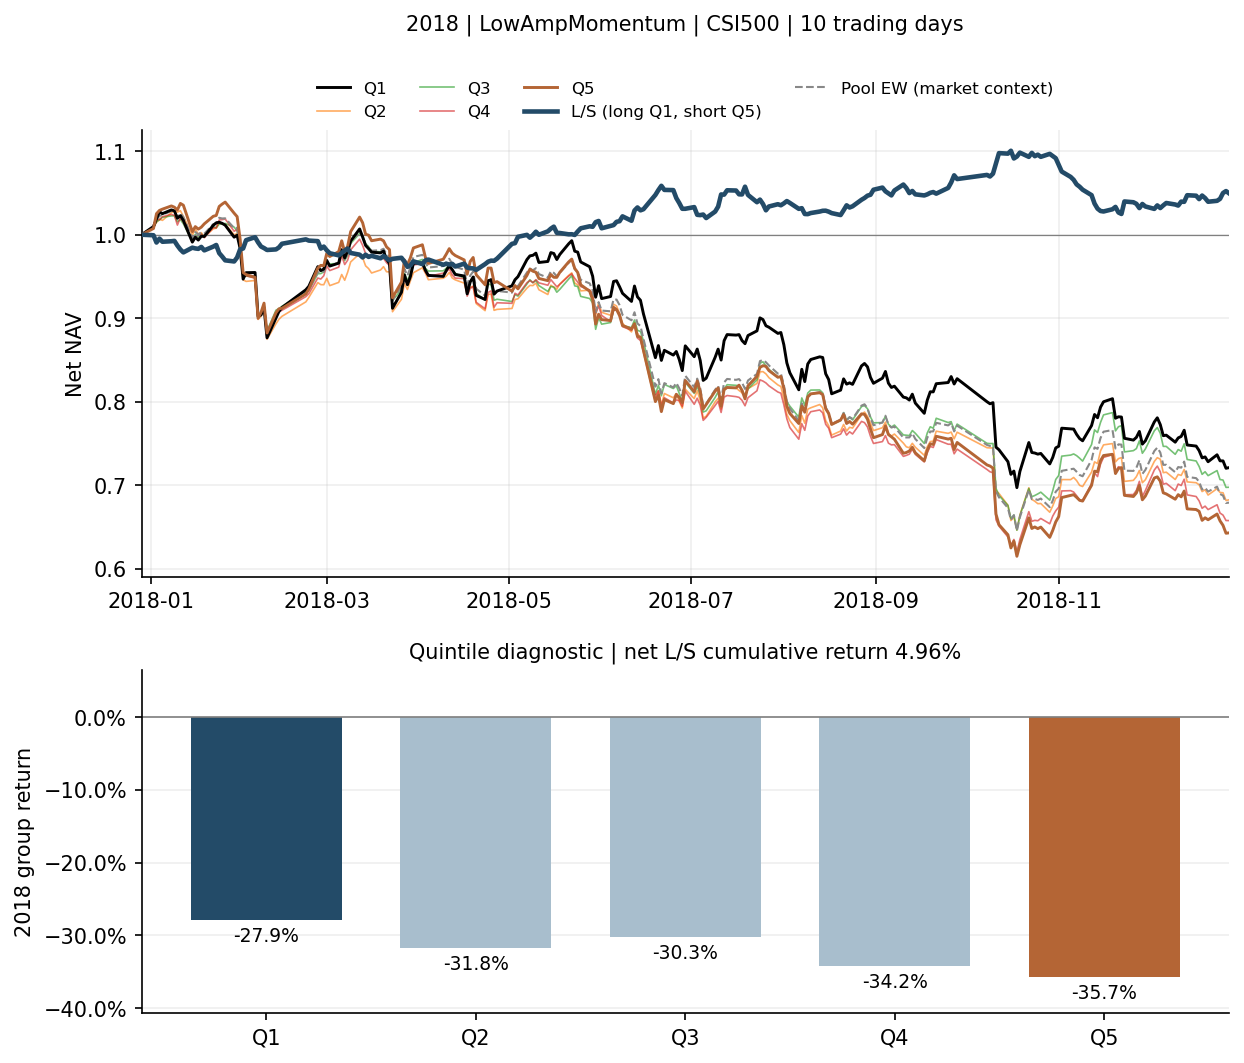 2018 | LowAmpMomentum | CSI500 | 10 trading days
Q1 Q3 Q5 Pool EW (market context)
Q2 Q4 L/S (long Q1, short Q5)
Net NAV
1.1
1.0
0.9
0.8
0.7
0.6
2018-01 2018-03 2018-05 2018-07 2018-09 2018-11
Quintile diagnostic | net L/S cumulative return 4.96%
2018 group return
0.0%
−10.0%
−20.0%
−30.0%
−40.0%
-27.9%
-31.8%
-30.3%
-34.2%
-35.7%
Q1 Q2 Q3 Q4 Q5